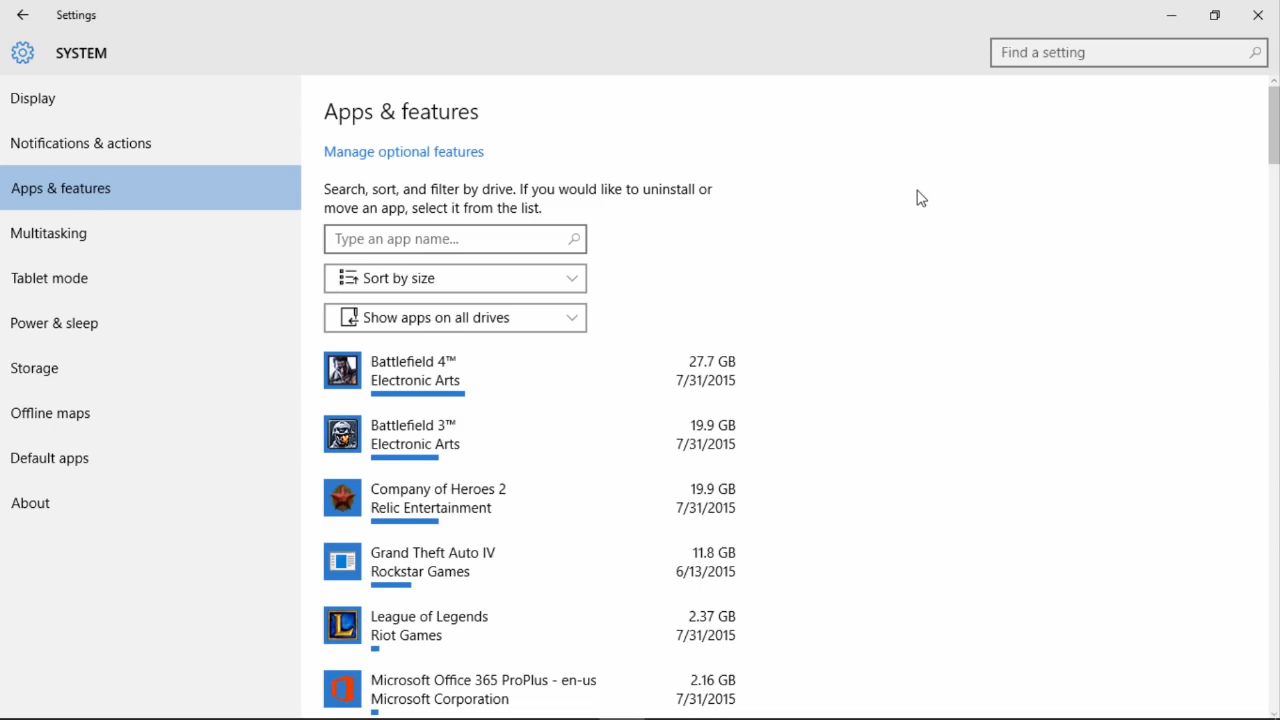 Settings
SYSTEM
Find a setting
Display
Notifications & actions
Apps & features
Multitasking
Tablet mode
Power & sleep
Storage
Offline maps
Default apps
About
Apps & features
Manage optional features
Search, sort, and filter by drive. If you would like to uninstall or
move an app, select it from the list.
Type an app name...
Sort by size
Show apps on all drives
Battlefield 4™ 27.7 GB
Electronic Arts 7/31/2015
Battlefield 3™ 19.9 GB
Electronic Arts 7/31/2015
Company of Heroes 2 19.9 GB
Relic Entertainment 7/31/2015
Grand Theft Auto IV 11.8 GB
Rockstar Games 6/13/2015
League of Legends 2.37 GB
Riot Games 7/31/2015
Microsoft Office 365 ProPlus - en-us 2.16 GB
Microsoft Corporation 7/31/2015